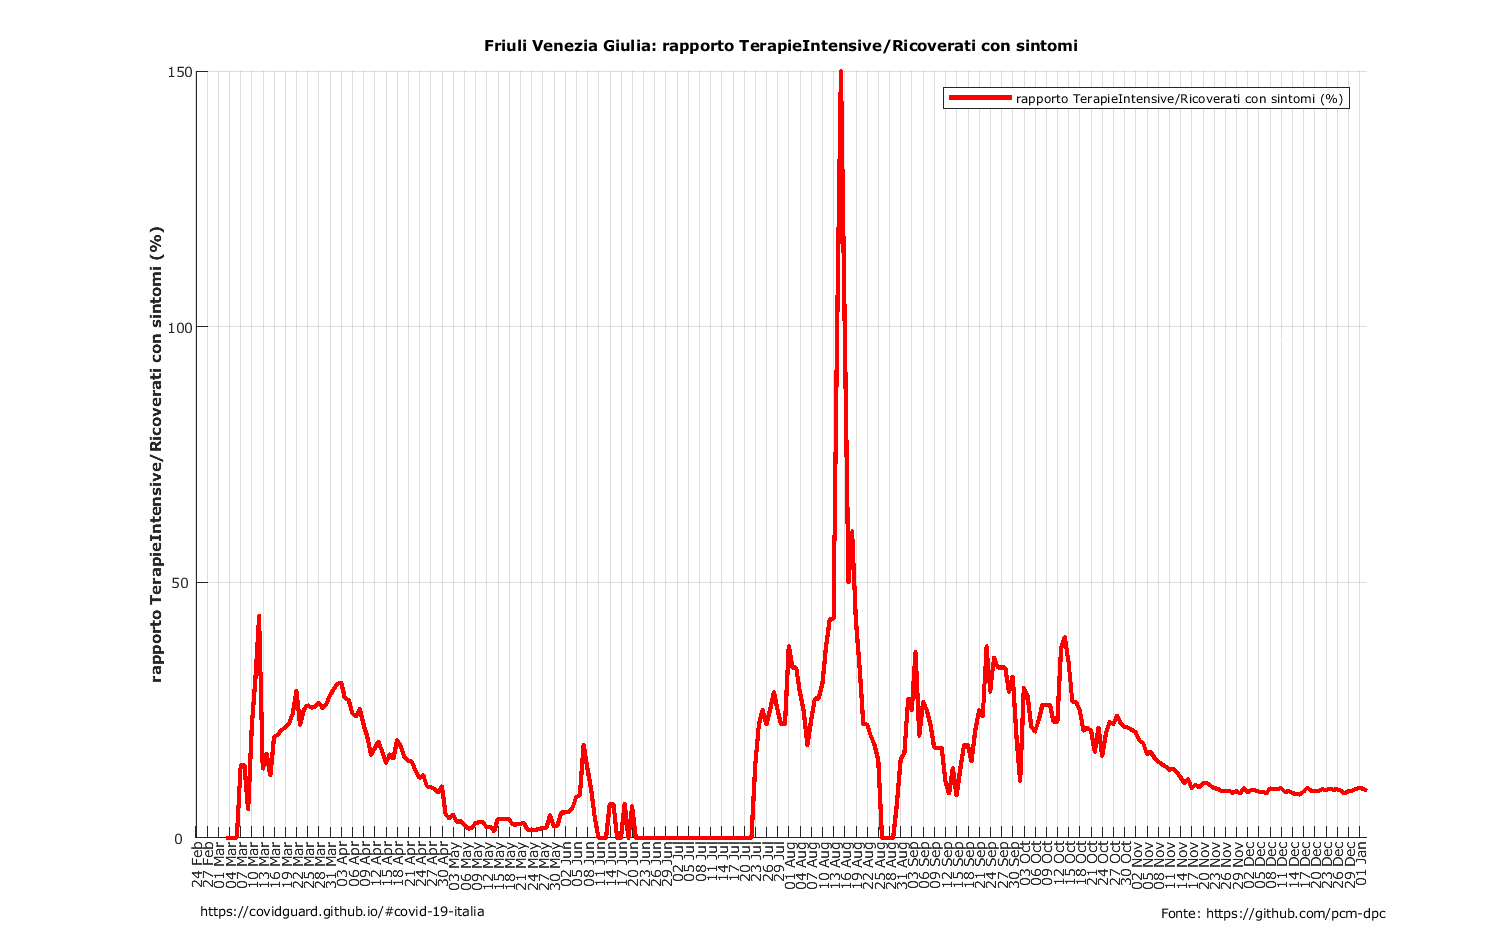 Friuli Venezia Giulia: rapporto TerapieIntensive/Ricoverati con sintomi
rapporto TerapieIntensive/Ricoverati con sintomi (%)
rapporto TerapieIntensive/Ricoverati con sintomi (%)
150
100
50
0
24 Feb
27 Feb
01 Mar
04 Mar
07 Mar
10 Mar
13 Mar
16 Mar
19 Mar
22 Mar
25 Mar
28 Mar
31 Mar
03 Apr
06 Apr
09 Apr
12 Apr
15 Apr
18 Apr
21 Apr
24 Apr
27 Apr
30 Apr
03 May
06 May
09 May
12 May
15 May
18 May
21 May
24 May
27 May
30 May
02 Jun
05 Jun
08 Jun
11 Jun
14 Jun
17 Jun
20 Jun
23 Jun
26 Jun
29 Jun
02 Jul
05 Jul
08 Jul
11 Jul
14 Jul
17 Jul
20 Jul
23 Jul
26 Jul
29 Jul
01 Aug
04 Aug
07 Aug
10 Aug
13 Aug
16 Aug
19 Aug
22 Aug
25 Aug
28 Aug
31 Aug
03 Sep
06 Sep
09 Sep
12 Sep
15 Sep
18 Sep
21 Sep
24 Sep
27 Sep
30 Sep
03 Oct
06 Oct
09 Oct
12 Oct
15 Oct
18 Oct
21 Oct
24 Oct
27 Oct
30 Oct
02 Nov
05 Nov
08 Nov
11 Nov
14 Nov
17 Nov
20 Nov
23 Nov
26 Nov
29 Nov
02 Dec
05 Dec
08 Dec
11 Dec
14 Dec
17 Dec
20 Dec
23 Dec
26 Dec
29 Dec
01 Jan
https://covidguard.github.io/#covid-19-italia
Fonte: https://github.com/pcm-dpc